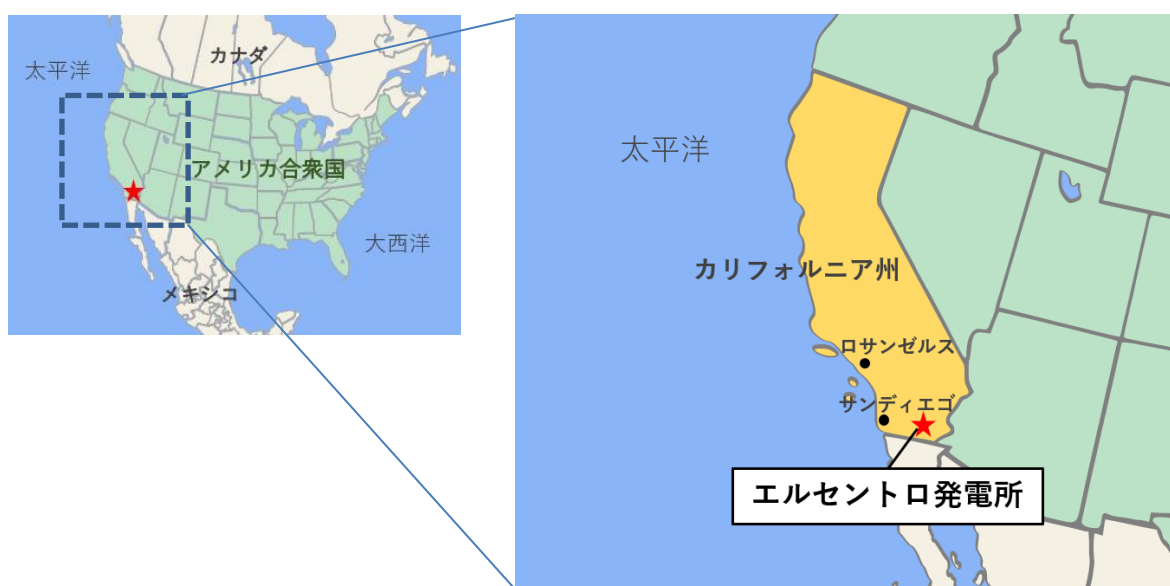 カナダ
太平洋
アメリカ合衆国
大西洋
メキシコ
太平洋
カリフォルニア州
ロサンゼルス
サンディエゴ
エルセントロ発電所